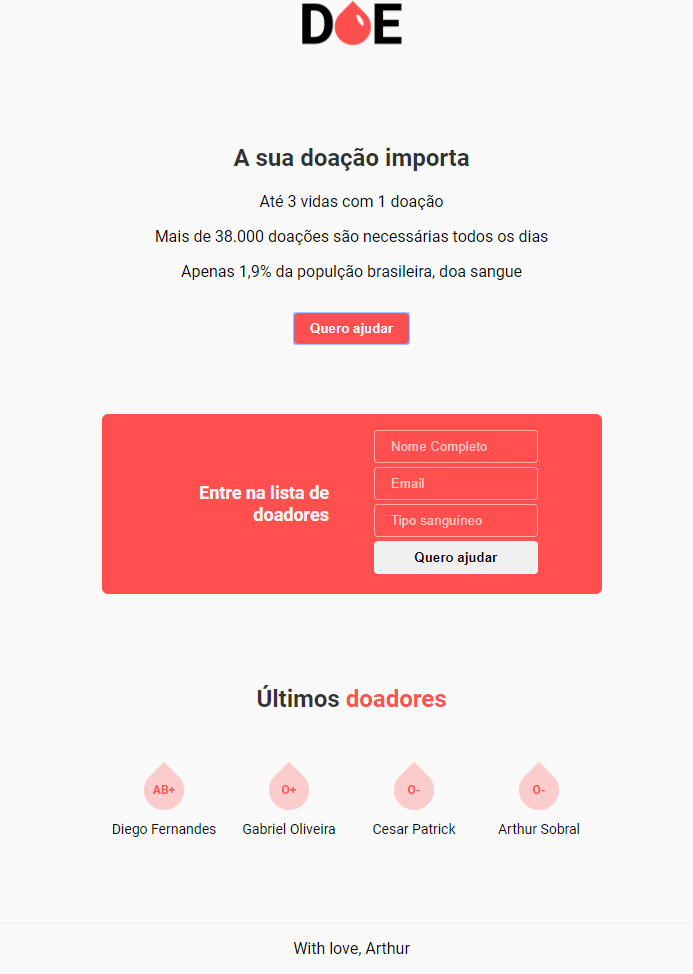 DOE
A sua doação importa
Até 3 vidas com 1 doação
Mais de 38.000 doações são necessárias todos os dias
Apenas 1,9% da populção brasileira, doa sangue
Quero ajudar
Entre na lista de
doadores
Nome Completo
Email
Tipo sanguíneo
Quero ajudar
Últimos doadores
AB+ O+ O- O-
Diego Fernandes Gabriel Oliveira Cesar Patrick Arthur Sobral
With love, Arthur